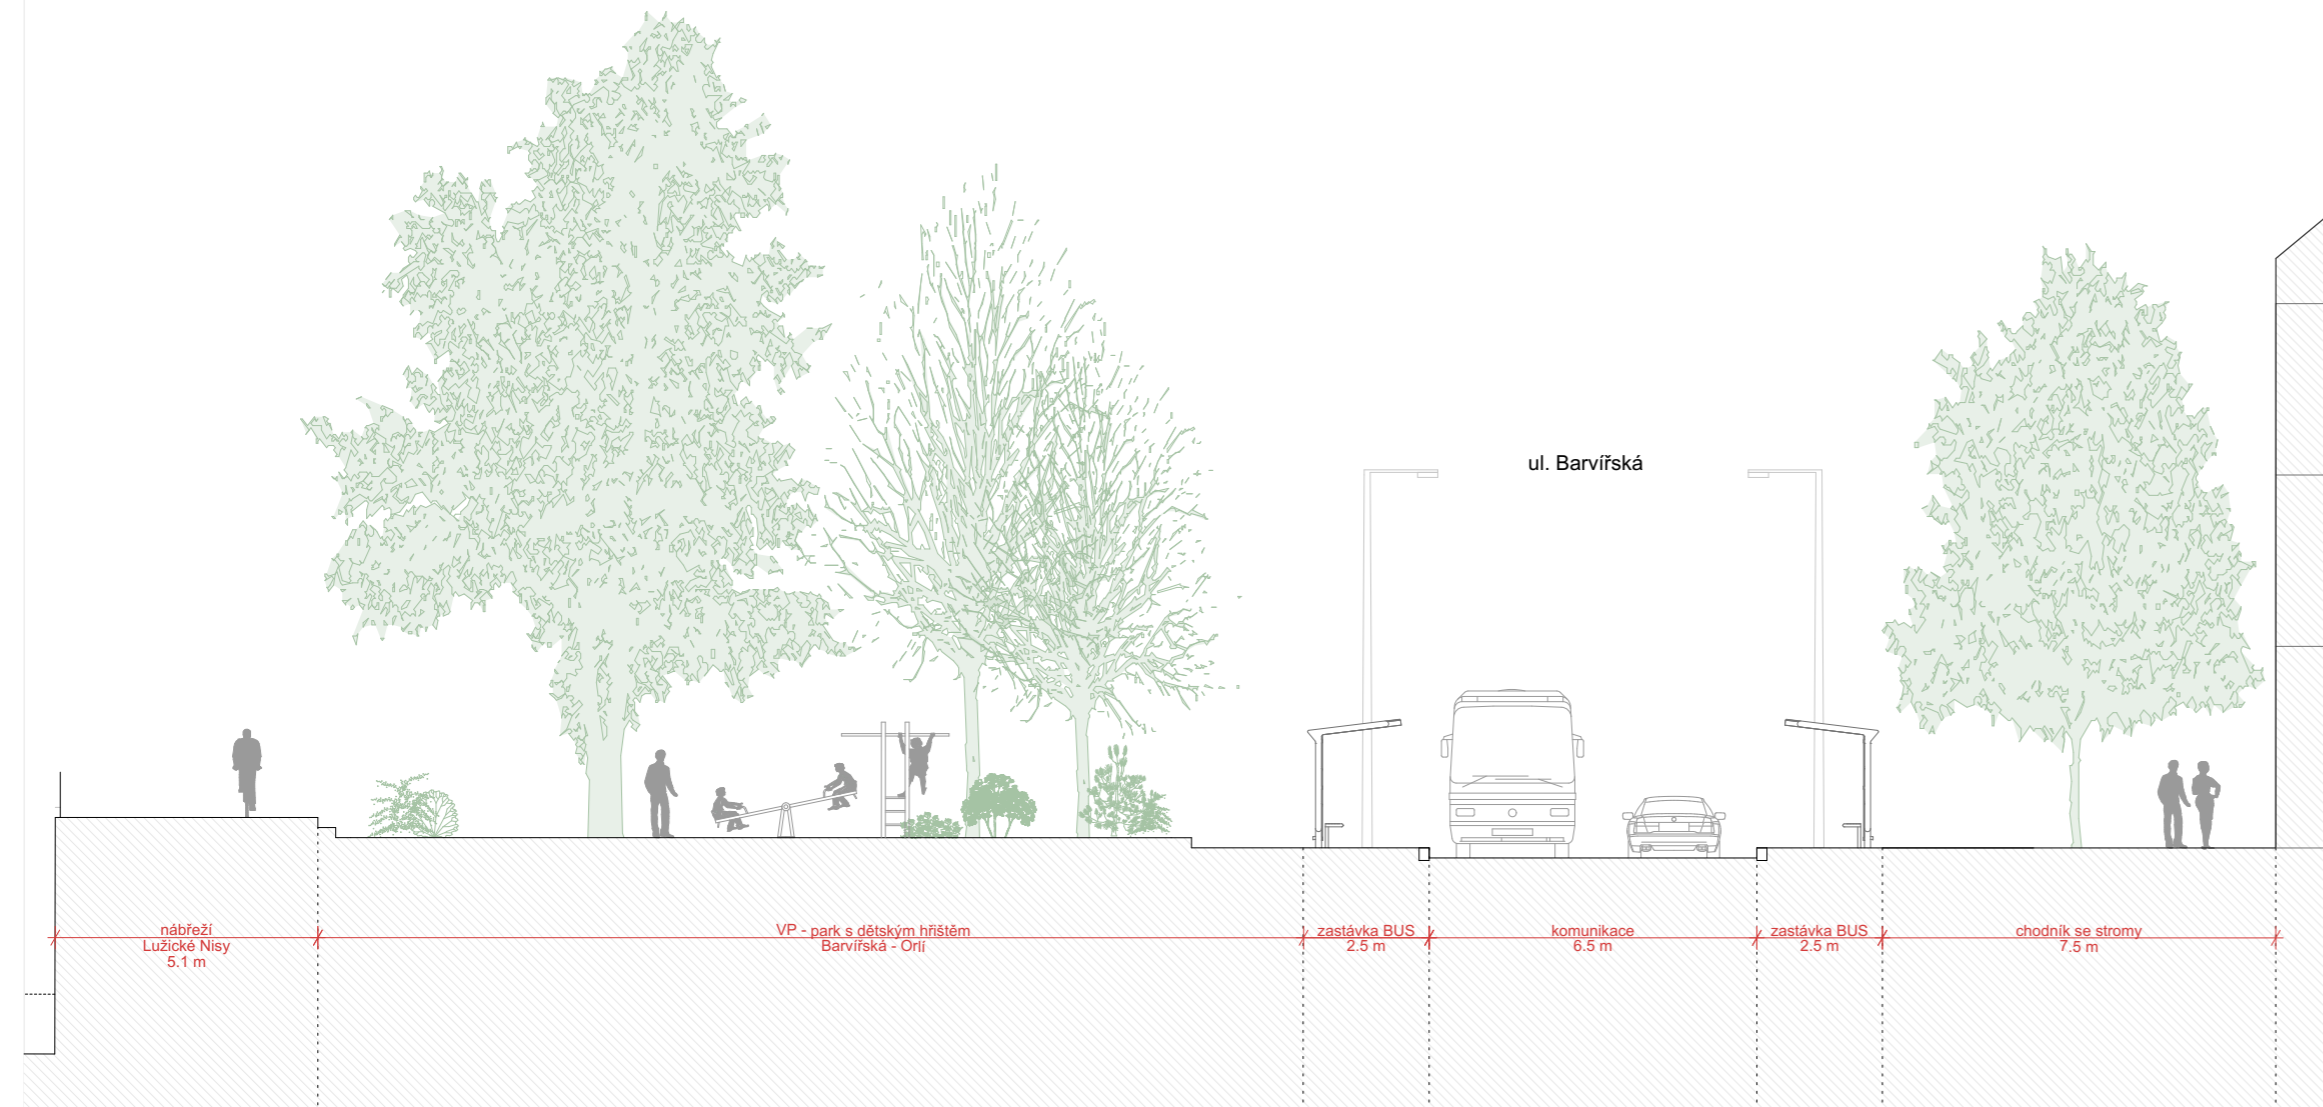 ul. Barvířská
nábřeží
Lužické Nisy
5.1 m
VP - park s dětským hřištěm
Barvířská - Orlí
zastávka BUS
2.5 m
komunikace
6.5 m
zastávka BUS
2.5 m
chodník se stromy
7.5 m